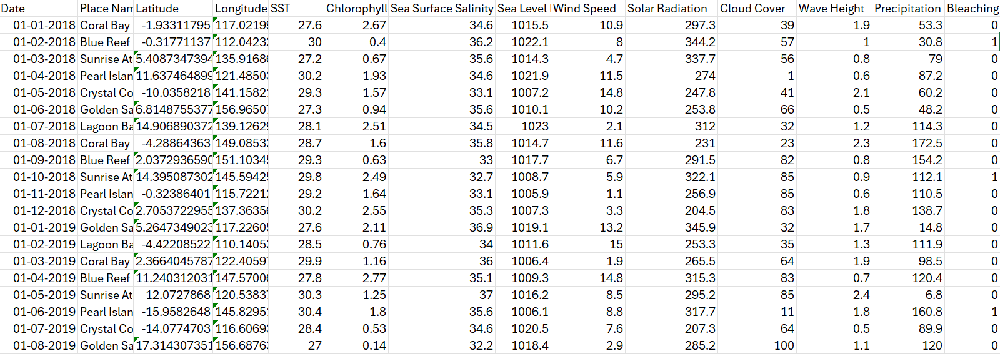 Date Place Nam Latitude Longitude SST Chlorophyll Sea Surface Salinity Sea Level Wind Speed Solar Radiation Cloud Cover Wave Height Precipitation Bleaching
01-01-2018 Coral Bay -1.93311795 117.02199 27.6 2.67 34.6 1015.5 10.9 297.3 39 1.9 53.3 0
01-02-2018 Blue Reef -0.31771137 112.04232 30 0.4 36.2 1022.1 8 344.2 57 1 30.8 1
01-03-2018 Sunrise At 5.4087347394 135.91686 27.2 0.67 35.6 1014.3 4.7 337.7 56 0.8 79 0
01-04-2018 Pearl Islan 11.637464899 121.48503 30.2 1.93 34.6 1021.9 11.5 274 1 0.6 87.2 0
01-05-2018 Crystal Co -10.0358218 141.15821 29.3 1.57 33.1 1007.2 14.8 247.8 41 2.1 60.2 0
01-06-2018 Golden Sa 6.8148755377 156.96507 27.3 0.94 35.6 1010.1 10.2 253.8 66 0.5 48.2 0
01-07-2018 Lagoon Ba 14.906890372 139.12629 28.1 2.51 34.5 1023 2.1 312 32 1.2 114.3 0
01-08-2018 Coral Bay -4.28864363 149.08533 28.7 1.6 35.8 1014.7 11.6 231 23 2.3 172.5 0
01-09-2018 Blue Reef 2.0372936590 151.10345 29.3 0.63 33 1017.7 6.7 291.5 82 0.8 154.2 0
01-10-2018 Sunrise At 14.395087302 145.59425 29.8 2.49 32.7 1008.7 5.9 322.1 85 0.9 112.1 1
01-11-2018 Pearl Islan -0.32386401 115.72212 29.2 1.64 33.1 1005.9 1.1 256.9 85 0.6 110.5 0
01-12-2018 Crystal Co 2.7053722955 137.36356 30.2 2.55 35.3 1007.3 3.3 204.5 83 1.8 138.7 0
01-01-2019 Golden Sa 5.2647349023 117.22605 27.6 2.11 36.9 1019.1 13.2 345.9 32 1.7 14.8 0
01-02-2019 Lagoon Ba -4.42208522 110.14053 28.5 0.76 34 1011.6 15 253.3 35 1.3 111.9 0
01-03-2019 Coral Bay 2.3664045787 122.40597 29.9 1.16 36 1006.4 1.9 265.5 64 1.9 98.5 0
01-04-2019 Blue Reef 11.240312031 147.57006 27.8 2.77 35.1 1009.3 14.8 315.3 83 0.7 120.4 0
01-05-2019 Sunrise At 12.0727868 120.53837 30.3 1.25 37 1016.2 8.5 295.2 85 2.4 6.8 0
01-06-2019 Pearl Islan -15.9582648 145.82951 30.4 1.8 35.6 1006.1 8.8 317.7 11 1.8 160.8 1
01-07-2019 Crystal Co -14.0774703 116.60693 28.4 0.53 34.6 1020.5 7.6 207.3 64 0.5 89.9 0
01-08-2019 Golden Sa 17.314307351 156.68763 27 0.14 32.2 1018.4 2.9 285.2 100 1.1 120 0